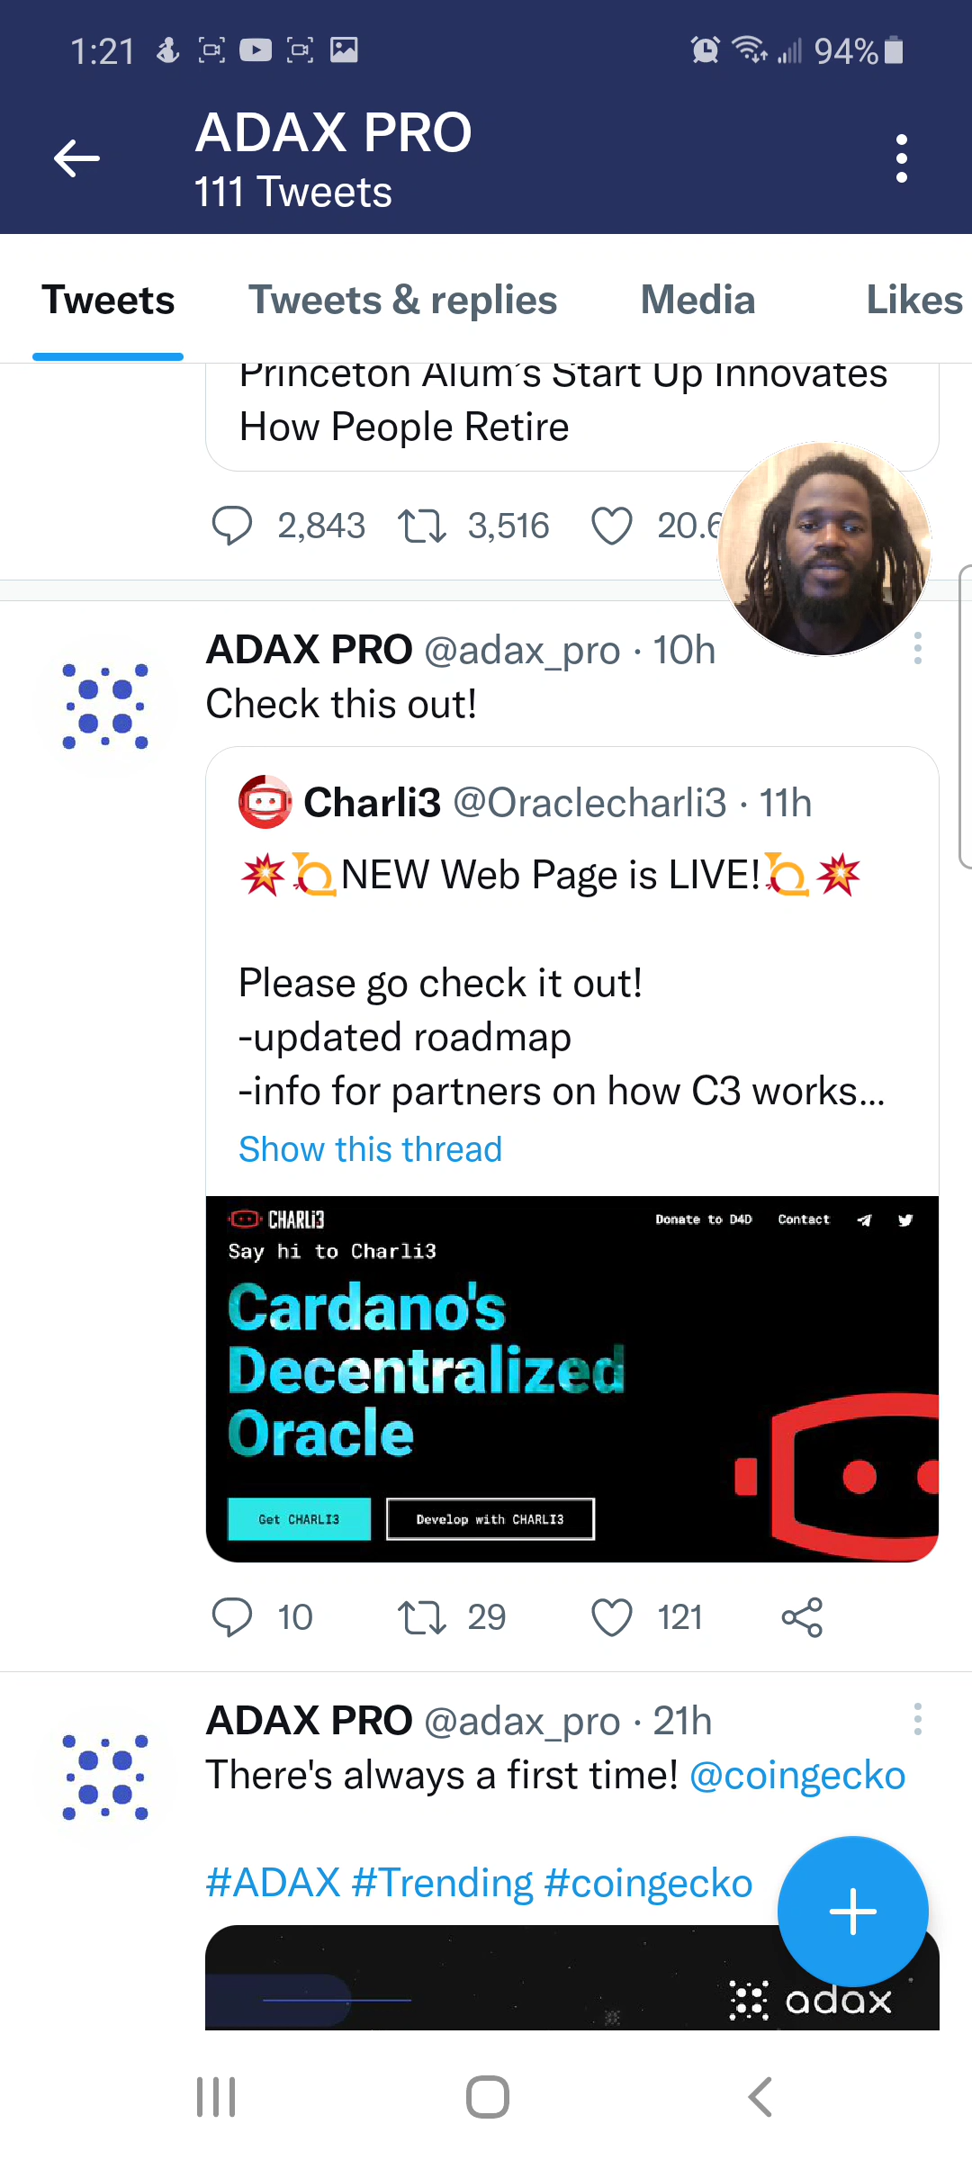 1:21 94%
ADAX PRO
111 Tweets
Tweets Tweets & replies Media Likes
Princeton Alum's Start Up Innovates
How People Retire
2,843 3,516 20.6
ADAX PRO @adax_pro · 10h
Check this out!
Charli3 @Oraclecharli3 · 11h
NEW Web Page is LIVE!
Please go check it out!
-updated roadmap
-info for partners on how C3 works...
Show this thread
CHARLi3 Donate to D4D Contact
Say hi to Charli3
Cardano's
Decentralized
Oracle
Get CHARLI3 Develop with CHARLI3
10 29 121
ADAX PRO @adax_pro · 21h
There's always a first time! @coingecko
#ADAX #Trending #coingecko
adax